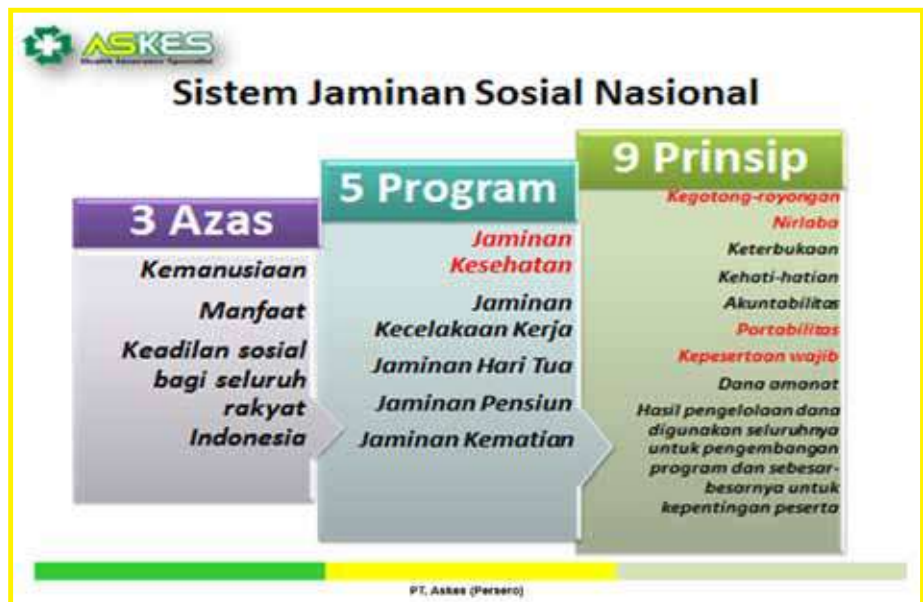 ASKES
Health Insurance Specialist
Sistem Jaminan Sosial Nasional
3 Azas
Kemanusiaan
Manfaat
Keadilan sosial
bagi seluruh
rakyat
Indonesia
5 Program
Jaminan
Kesehatan
Jaminan
Kecelakaan Kerja
Jaminan Hari Tua
Jaminan Pensiun
Jaminan Kematian
9 Prinsip
Kegotong-royongan
Nirlaba
Keterbukaan
Kehati-hatian
Akuntabilitas
Portabilitas
Kepesertaan wajib
Dana amanat
Hasil pengelolaan dana
digunakan seluruhnya
untuk pengembangan
program dan sebesar-
besarnya untuk
kepentingan peserta
PT. Askes (Persero)